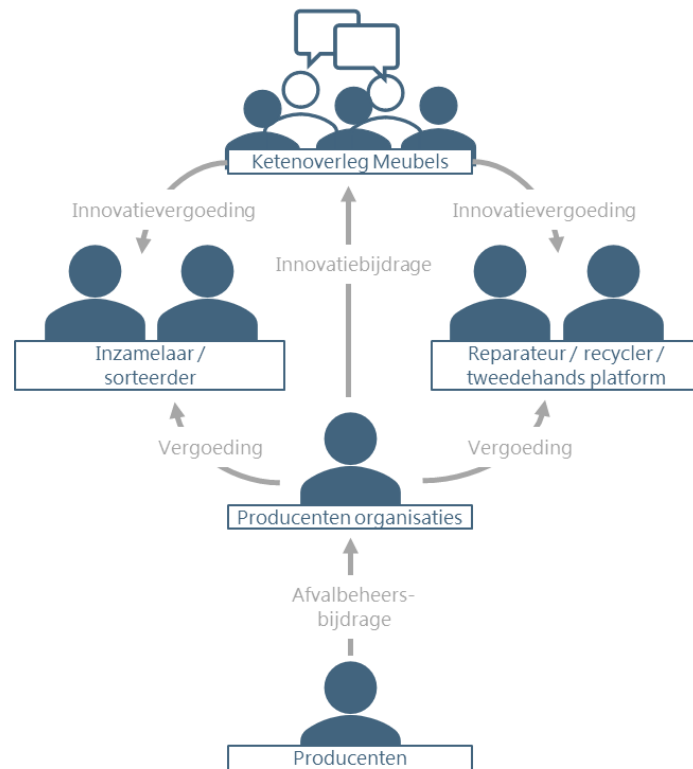 Ketenoverleg Meubels
Innovatievergoeding
Innovatievergoeding
Innovatiebijdrage
Inzamelaar /
sorteerder
Reparateur / recycler /
tweedehands platform
Vergoeding
Vergoeding
Producenten organisaties
Afvalbeheers-
bijdrage
Producenten